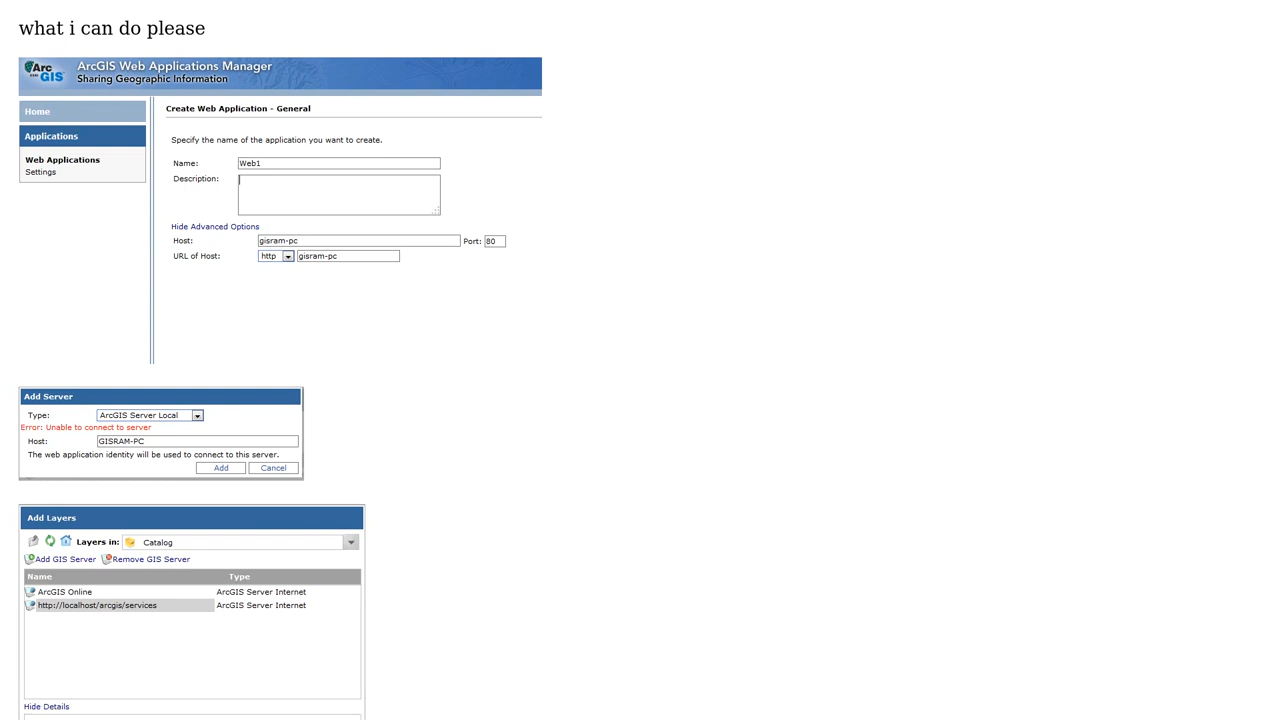 what i can do please
Arc
GIS
ArcGIS Web Applications Manager
Sharing Geographic Information
Home
Applications
Web Applications
Settings
Create Web Application - General
Specify the name of the application you want to create.
Name: Web1
Description:
Hide Advanced Options
Host: gisram-pc Port: 80
URL of Host: http gisram-pc
Add Server
Type: ArcGIS Server Local
Error: Unable to connect to server
Host: GISRAM-PC
The web application identity will be used to connect to this server.
Add Cancel
Add Layers
Layers in: Catalog
Add GIS Server Remove GIS Server
Name Type
ArcGIS Online ArcGIS Server Internet
http://localhost/arcgis/services ArcGIS Server Internet
Hide Details